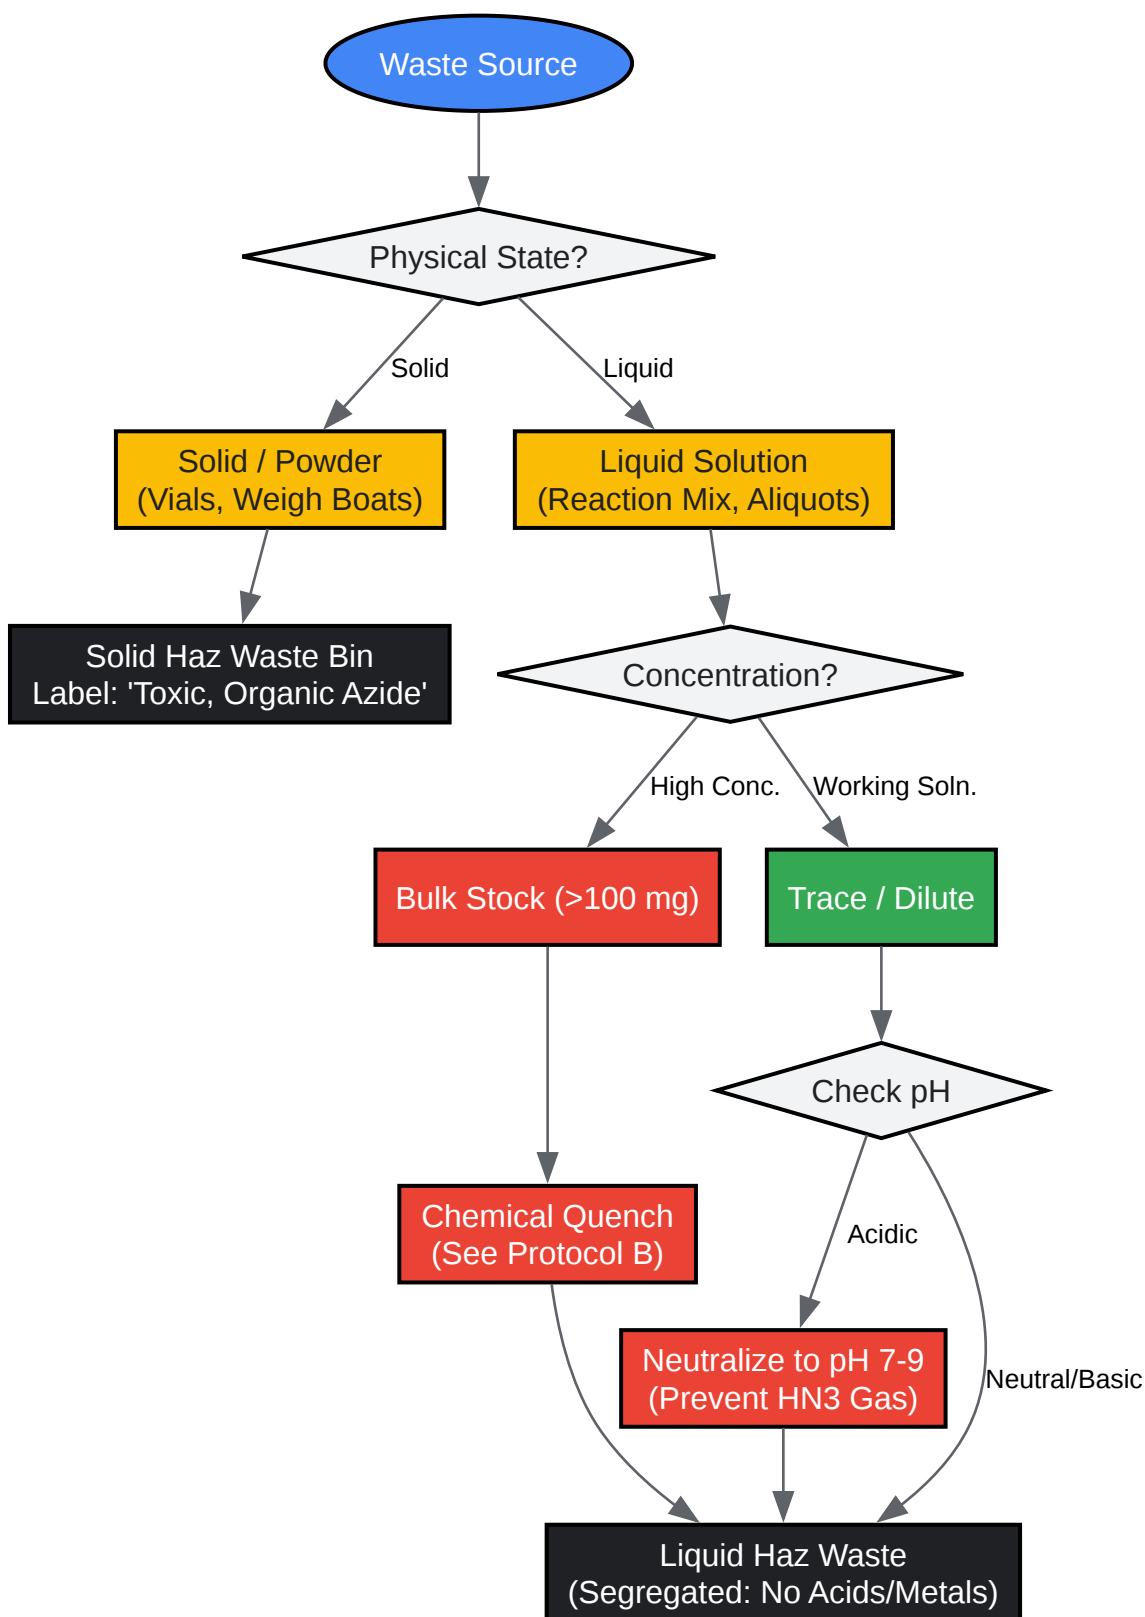 Waste Source
Physical State?
Solid
Liquid
Solid / Powder
(Vials, Weigh Boats)
Liquid Solution
(Reaction Mix, Aliquots)
Solid Haz Waste Bin
Label: 'Toxic, Organic Azide'
Concentration?
High Conc.
Working Soln.
Bulk Stock (>100 mg)
Trace / Dilute
Check pH
Chemical Quench
(See Protocol B)
Acidic
Neutralize to pH 7-9
(Prevent HN3 Gas)
Neutral/Basic
Liquid Haz Waste
(Segregated: No Acids/Metals)